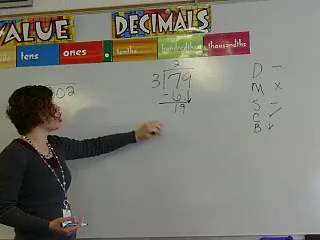 VALUE DECIMALS
tens ones tenths hundredths thousandths
02
2
3 79
-6↓
19
D −
M x
S −
C ✓
B ↓